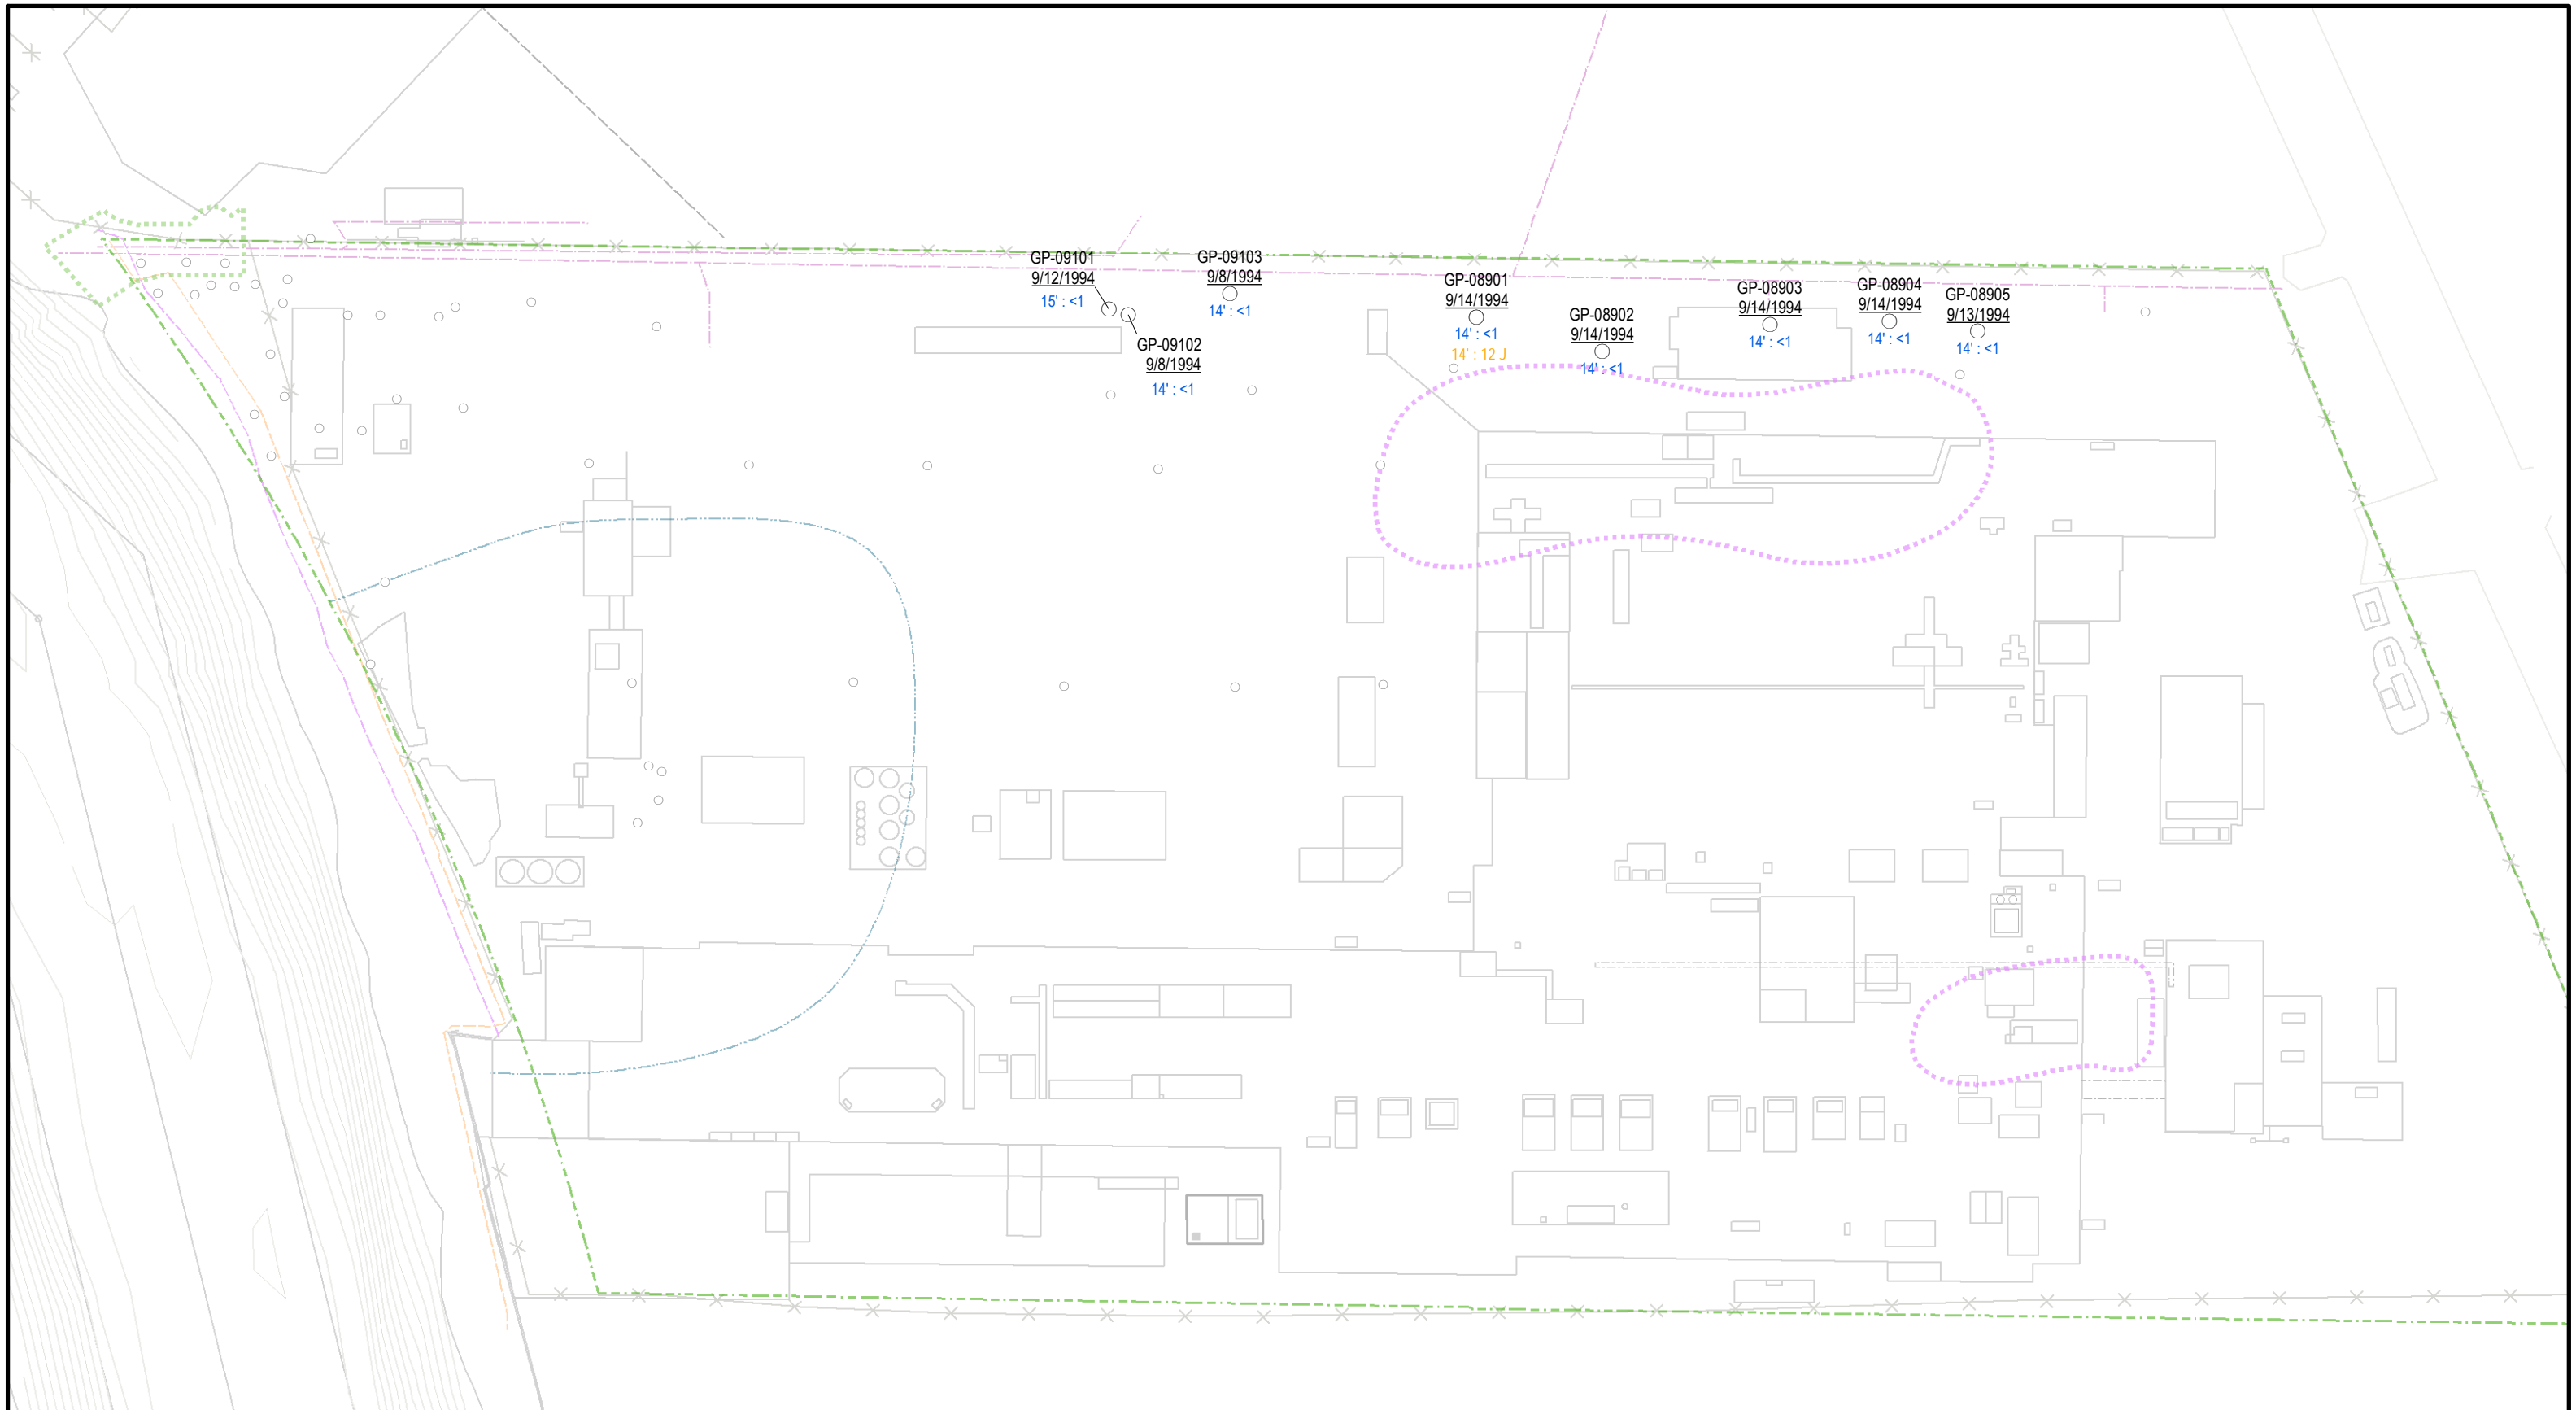 GP-09101
9/12/1994
15' : <1
GP-09102
9/8/1994
14' : <1
GP-09103
9/8/1994
14' : <1
GP-08901
9/14/1994
14' : <1
14' : 12 J
GP-08902
9/14/1994
14' : <1
GP-08903
9/14/1994
14' : <1
GP-08904
9/14/1994
14' : <1
GP-08905
9/13/1994
14' : <1